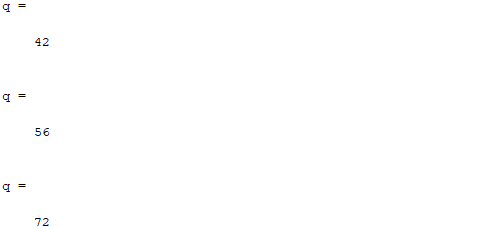 q =
42
q =
56
q =
72